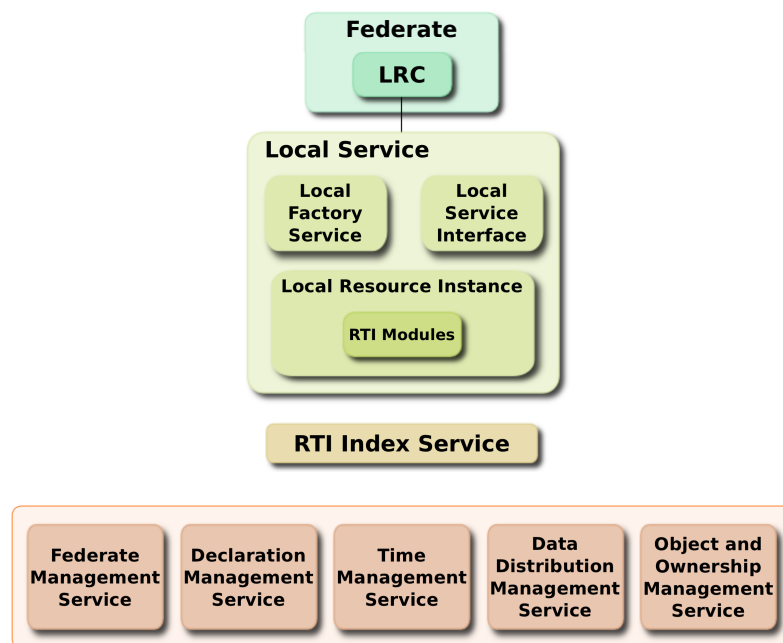 Federate
LRC
Local Service
Local
Factory
Service
Local
Service
Interface
Local Resource Instance
RTI Modules
RTI Index Service
Federate
Management
Service
Declaration
Management
Service
Time
Management
Service
Data
Distribution
Management
Service
Object and
Ownership
Management
Service